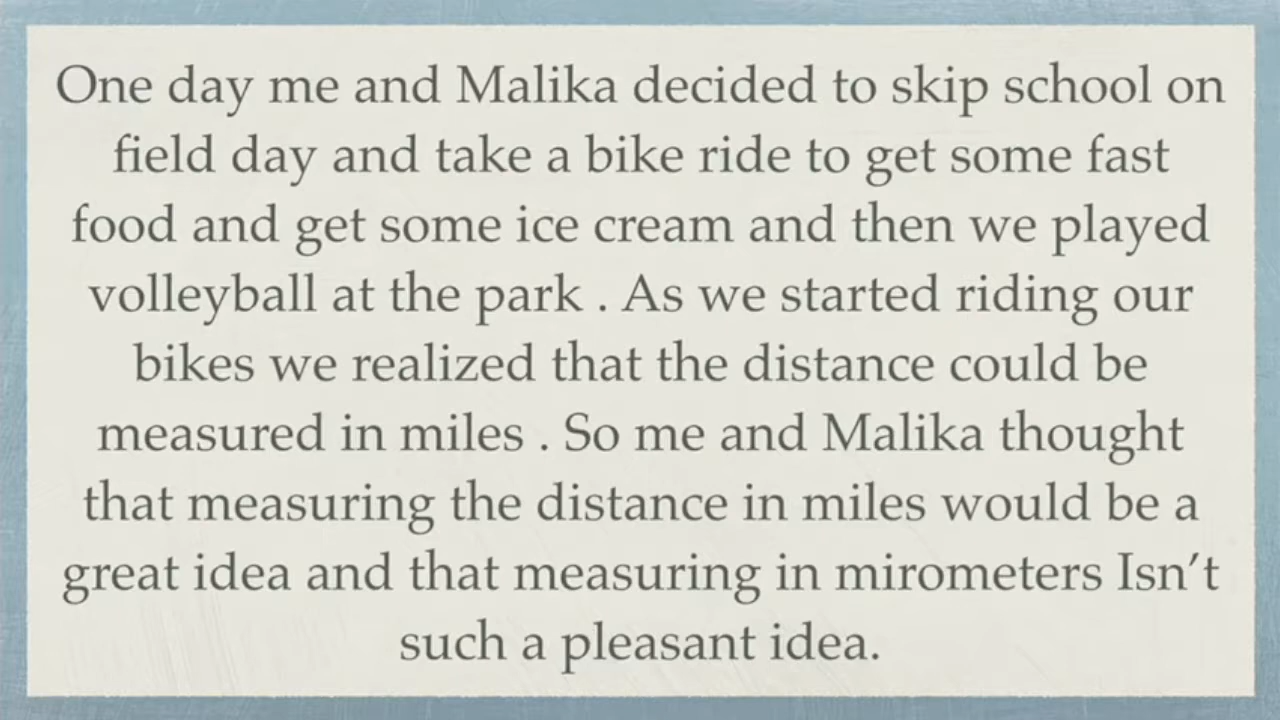 One day me and Malika decided to skip school on
field day and take a bike ride to get some fast
food and get some ice cream and then we played
volleyball at the park . As we started riding our
bikes we realized that the distance could be
measured in miles . So me and Malika thought
that measuring the distance in miles would be a
great idea and that measuring in mirometers Isn’t
such a pleasant idea.